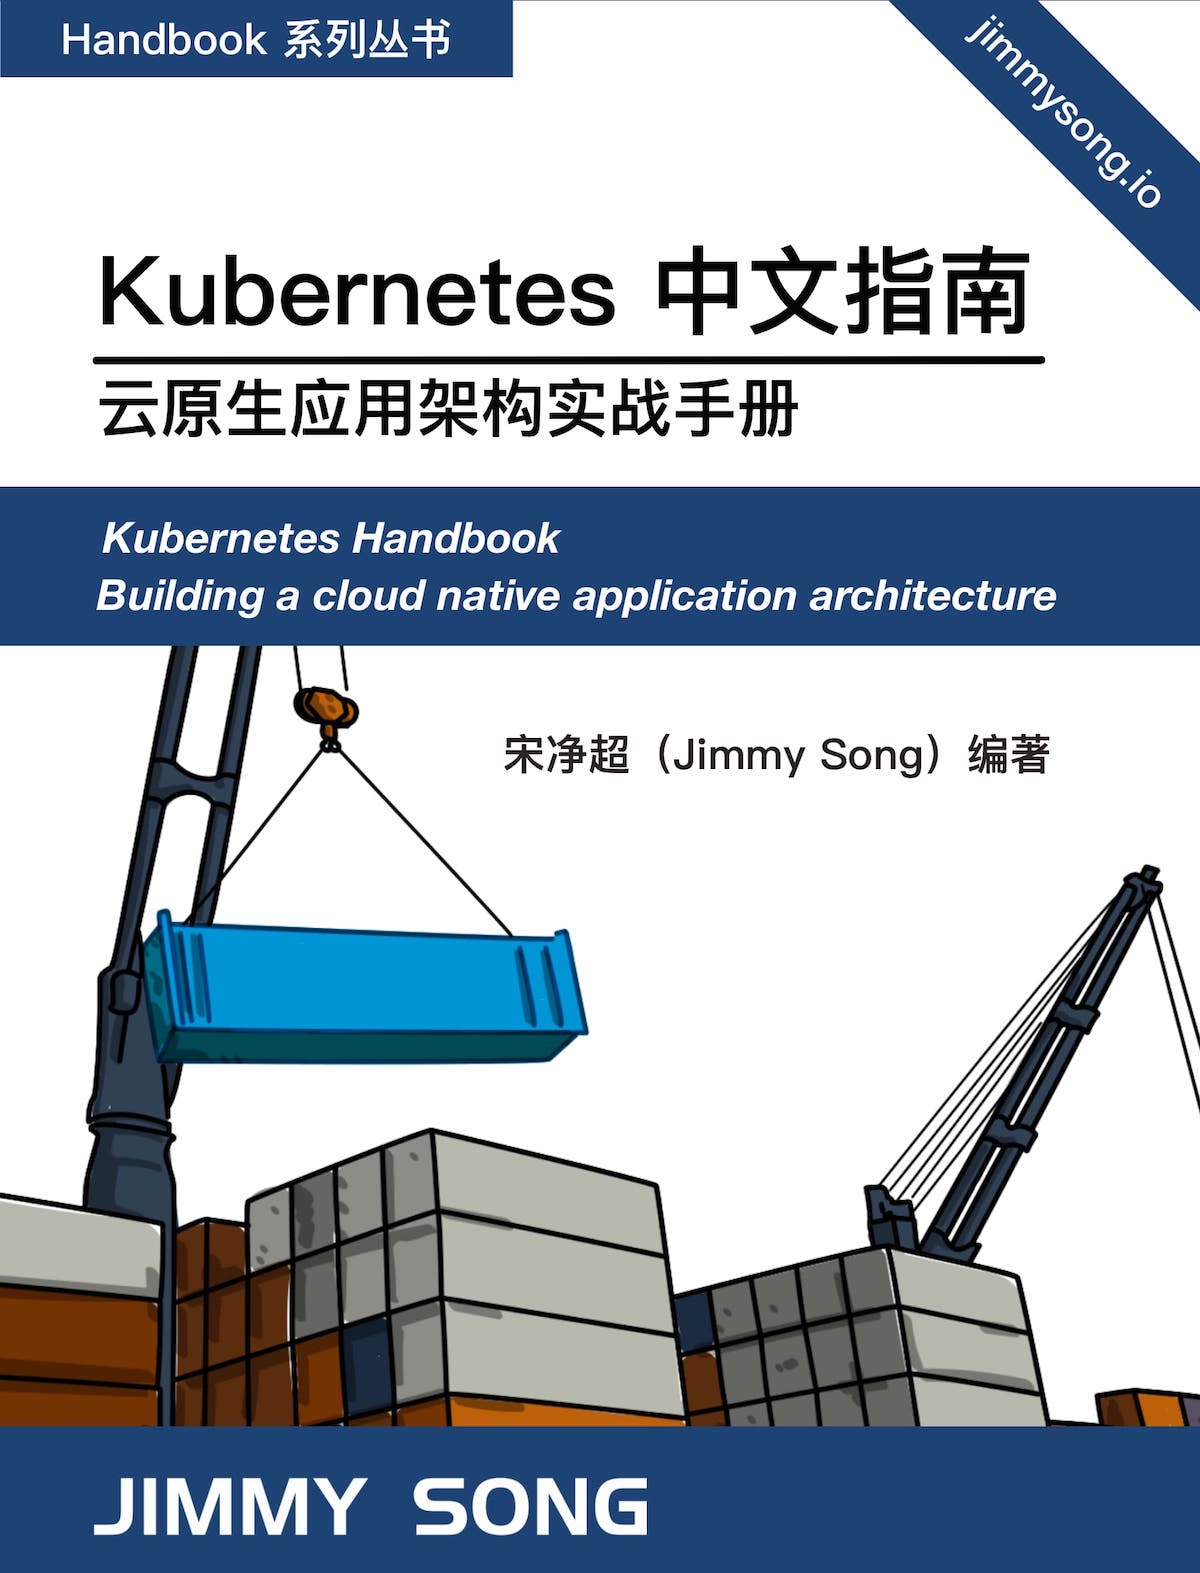 Handbook 系列丛书
jimmysong.io
Kubernetes 中文指南
云原生应用架构实战手册
Kubernetes Handbook
Building a cloud native application architecture
宋净超（Jimmy Song）编著
JIMMY SONG